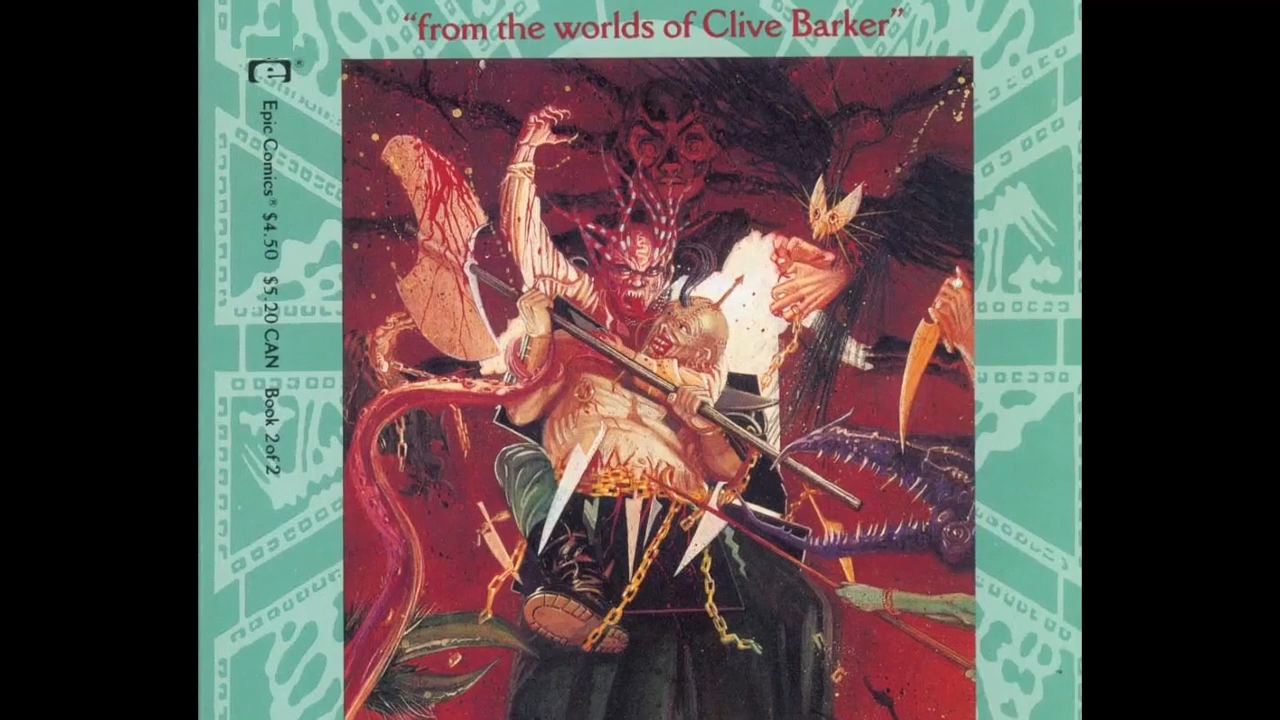 “from the worlds of Clive Barker”
e®
Epic Comics® $4.50 $5.20 CAN Book 2 of 2